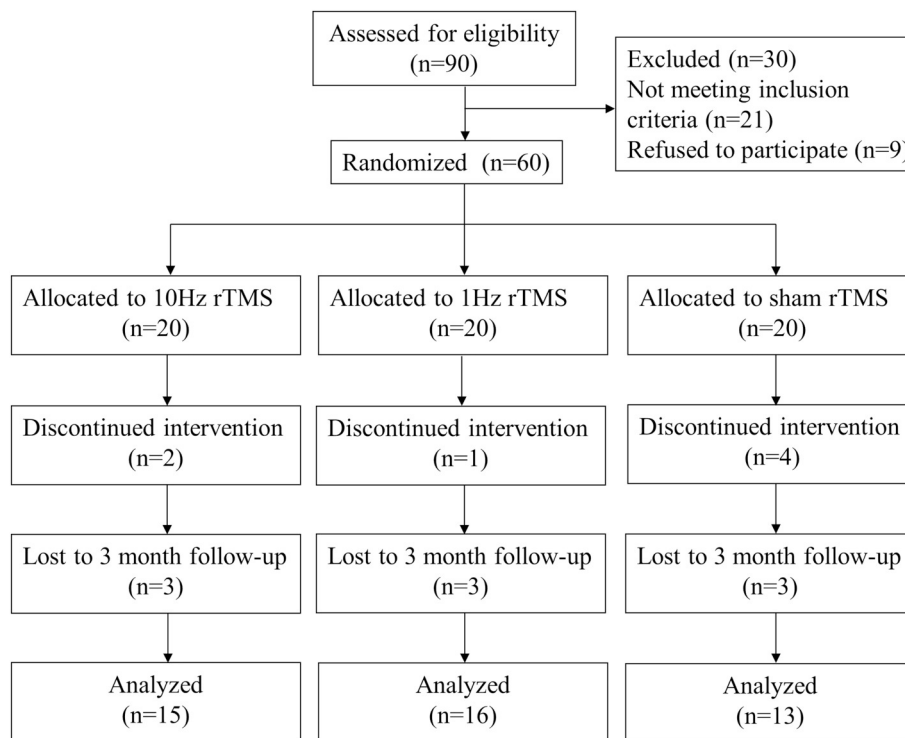 Assessed for eligibility
(n=90)
Excluded (n=30)
Not meeting inclusion
criteria (n=21)
Refused to participate (n=9)
Randomized (n=60)
Allocated to 10Hz rTMS
(n=20)
Allocated to 1Hz rTMS
(n=20)
Allocated to sham rTMS
(n=20)
Discontinued intervention
(n=2)
Discontinued intervention
(n=1)
Discontinued intervention
(n=4)
Lost to 3 month follow-up
(n=3)
Lost to 3 month follow-up
(n=3)
Lost to 3 month follow-up
(n=3)
Analyzed
(n=15)
Analyzed
(n=16)
Analyzed
(n=13)